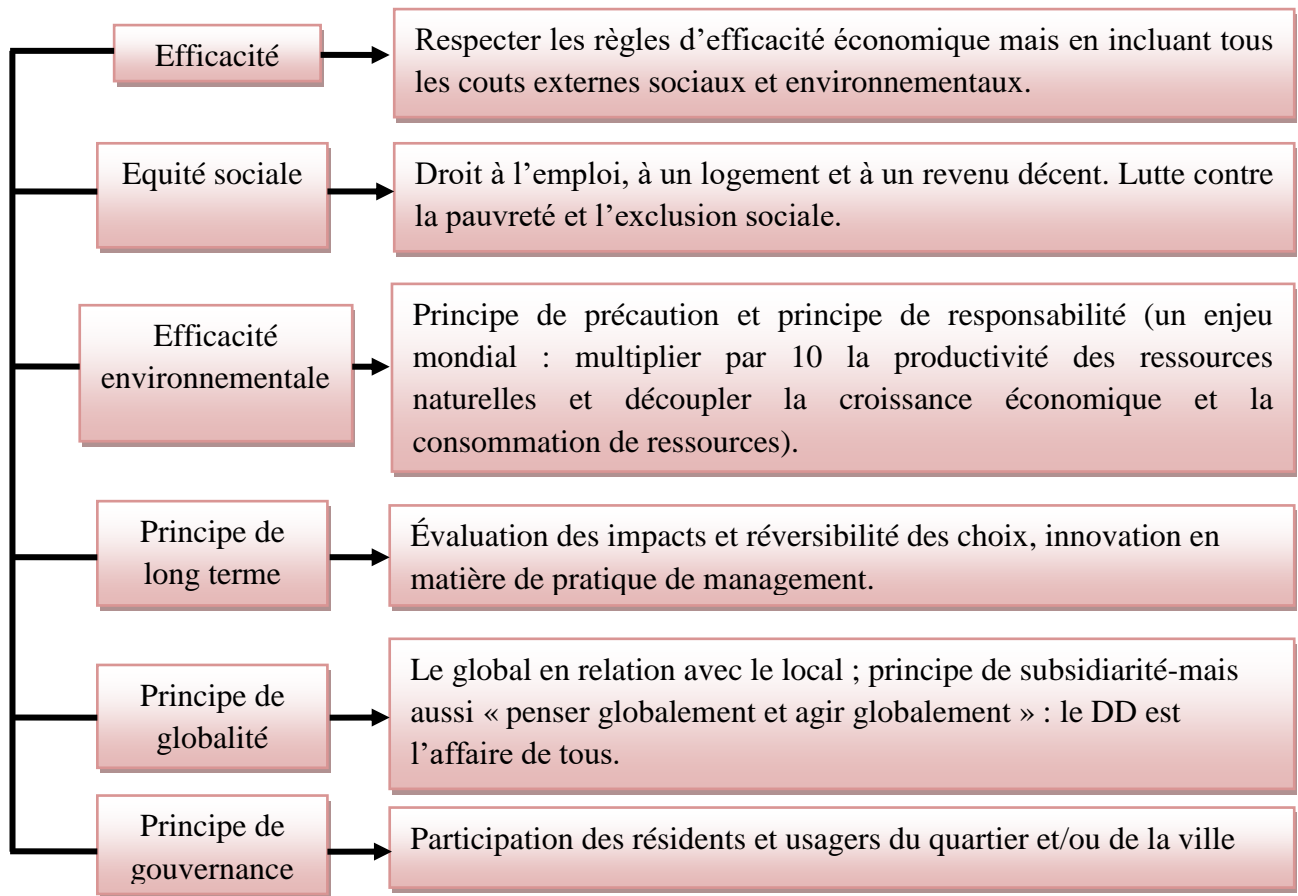 Efficacité
Respecter les règles d’efficacité économique mais en incluant tous
les couts externes sociaux et environnementaux.
Equité sociale
Droit à l’emploi, à un logement et à un revenu décent. Lutte contre
la pauvreté et l’exclusion sociale.
Efficacité
environnementale
Principe de précaution et principe de responsabilité (un enjeu
mondial : multiplier par 10 la productivité des ressources
naturelles et découpler la croissance économique et la
consommation de ressources).
Principe de
long terme
Évaluation des impacts et réversibilité des choix, innovation en
matière de pratique de management.
Principe de
globalité
Le global en relation avec le local ; principe de subsidiarité-mais
aussi « penser globalement et agir globalement » : le DD est
l’affaire de tous.
Principe de
gouvernance
Participation des résidents et usagers du quartier et/ou de la ville